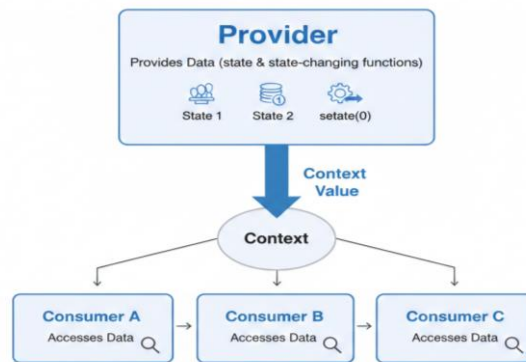 Provider
Provides Data (state & state-changing functions)
1
State 1 State 2 setate(0)
Context
Value
Context
Consumer A Consumer B Consumer C
Accesses Data Accesses Data Accesses Data